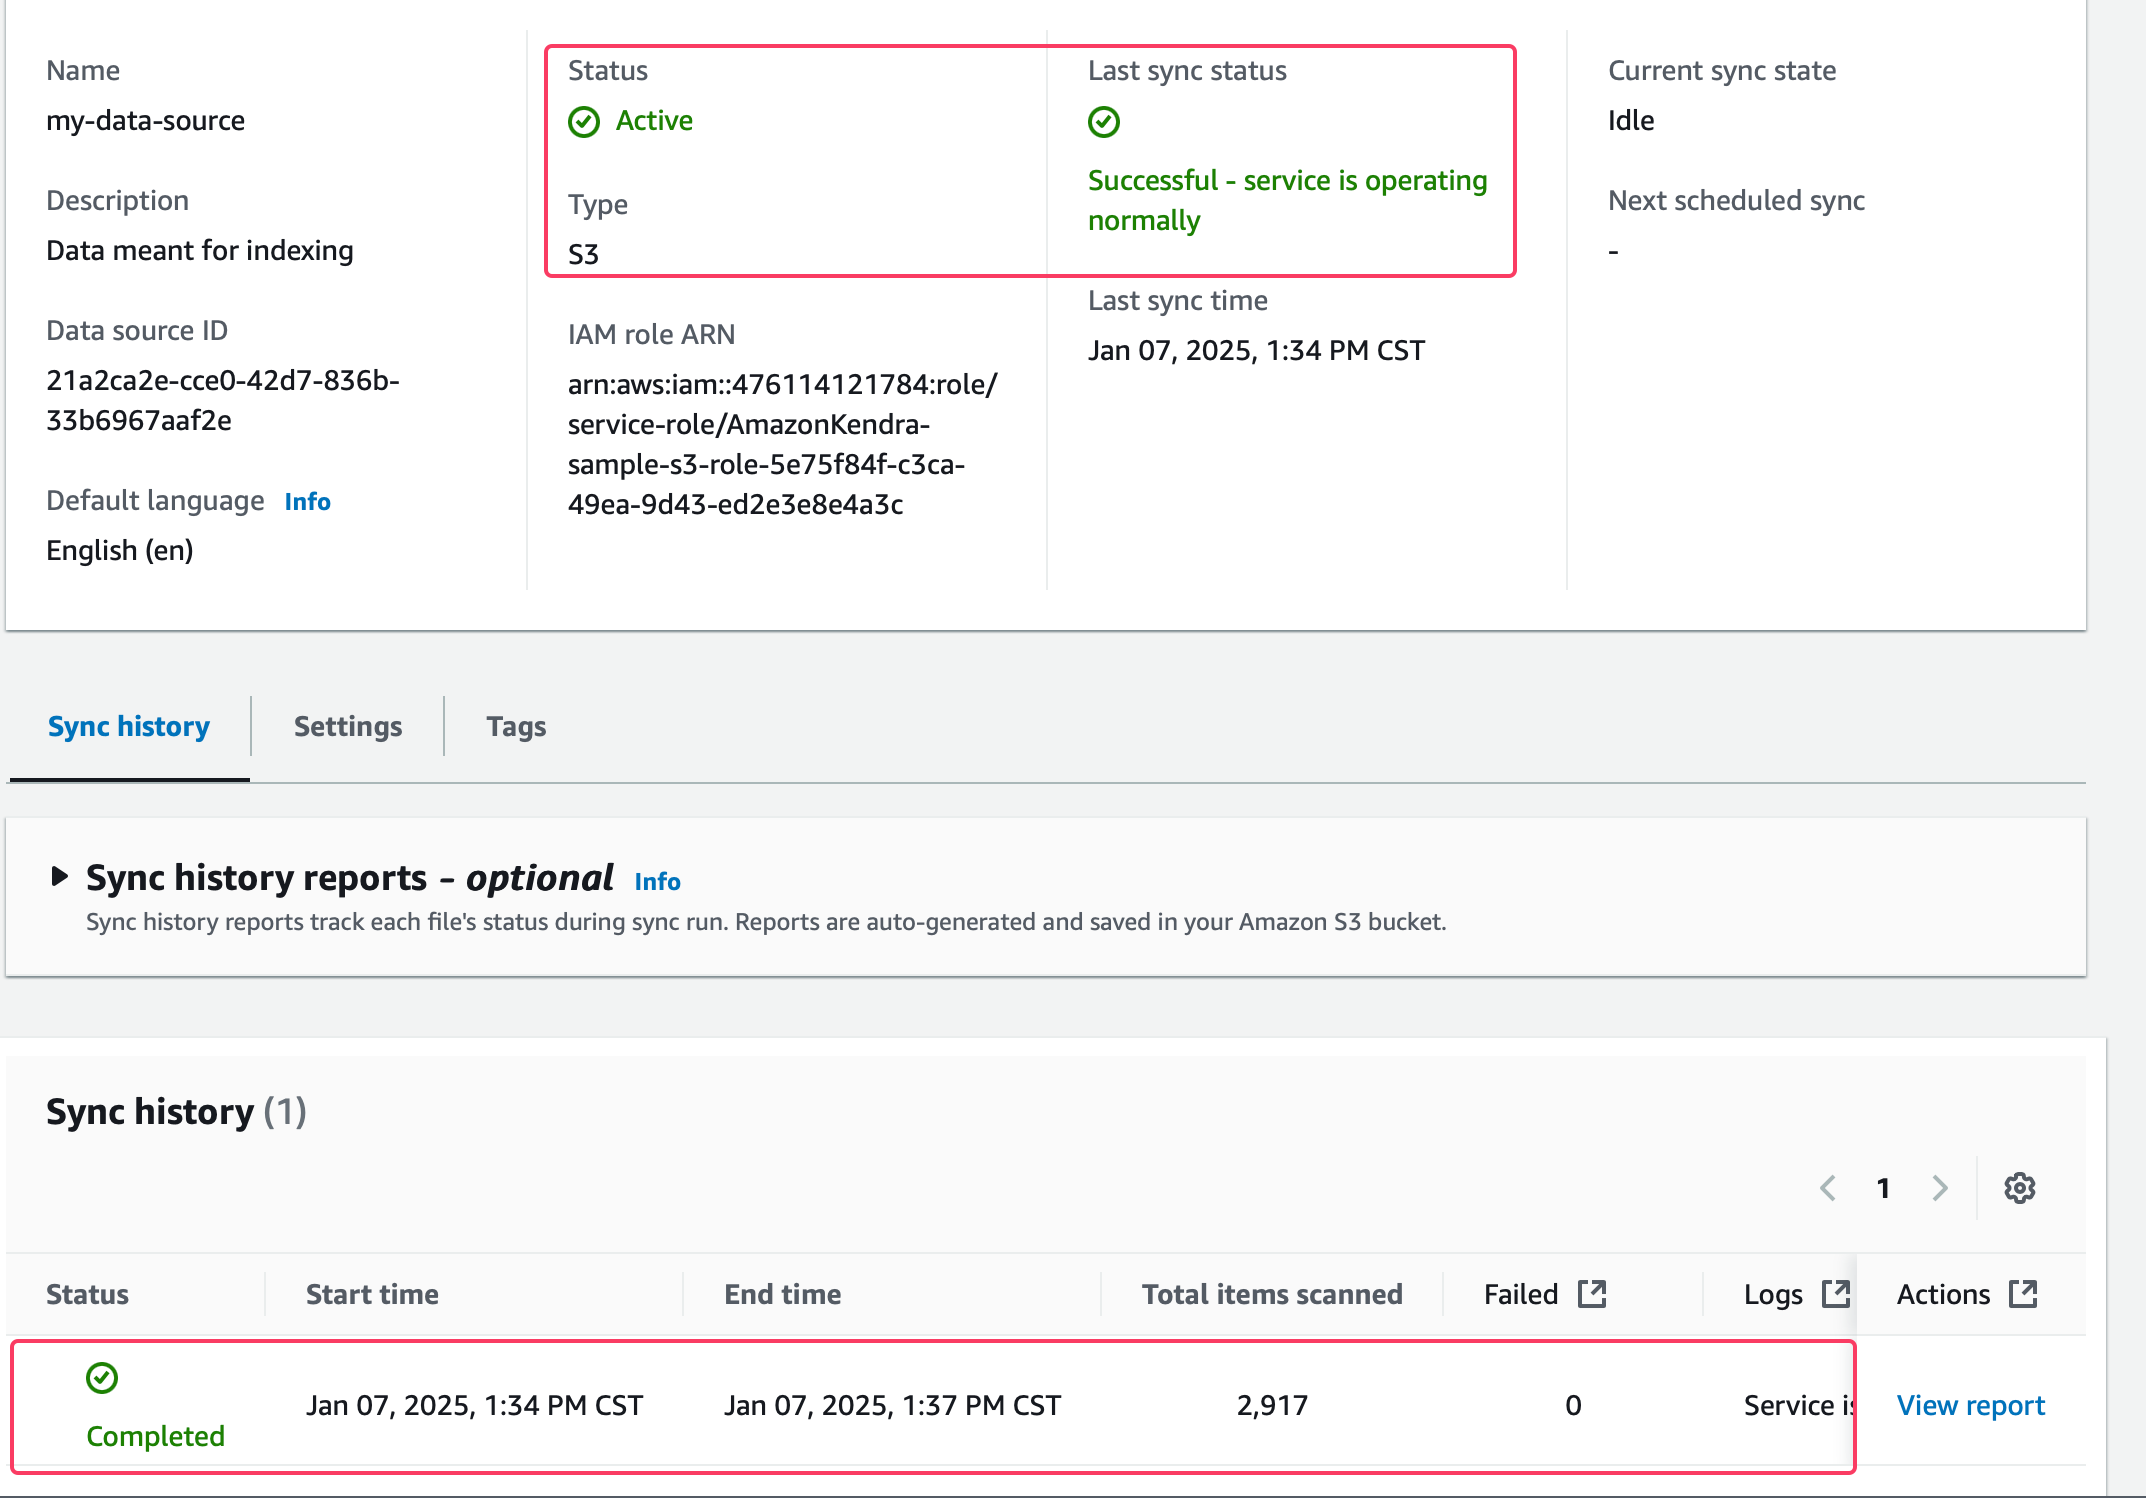 Name
my-data-source
Description
Data meant for indexing
Data source ID
21a2ca2e-cce0-42d7-836b-
33b6967aaf2e
Default language Info
English (en)
Status
Active
Type
S3
IAM role ARN
arn:aws:iam::476114121784:role/
service-role/AmazonKendra-
sample-s3-role-5e75f84f-c3ca-
49ea-9d43-ed2e3e8e4a3c
Last sync status
Successful - service is operating
normally
Last sync time
Jan 07, 2025, 1:34 PM CST
Current sync state
Idle
Next scheduled sync
-
Sync history
Settings
Tags
Sync history reports - optional Info
Sync history reports track each file's status during sync run. Reports are auto-generated and saved in your Amazon S3 bucket.
Sync history (1)
1
Status Start time End time Total items scanned Failed Logs Actions
Completed Jan 07, 2025, 1:34 PM CST Jan 07, 2025, 1:37 PM CST 2,917 0 Service is View report